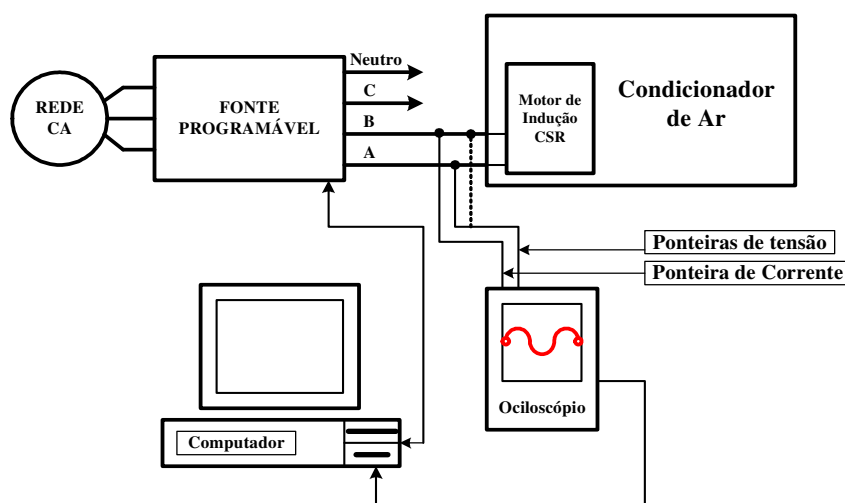 REDE
CA
FONTE
PROGRAMÁVEL
Neutro
C
B
A
Motor de
Indução
CSR
Condicionador
de Ar
Ponteiras de tensão
Ponteira de Corrente
Ociloscópio
Computador